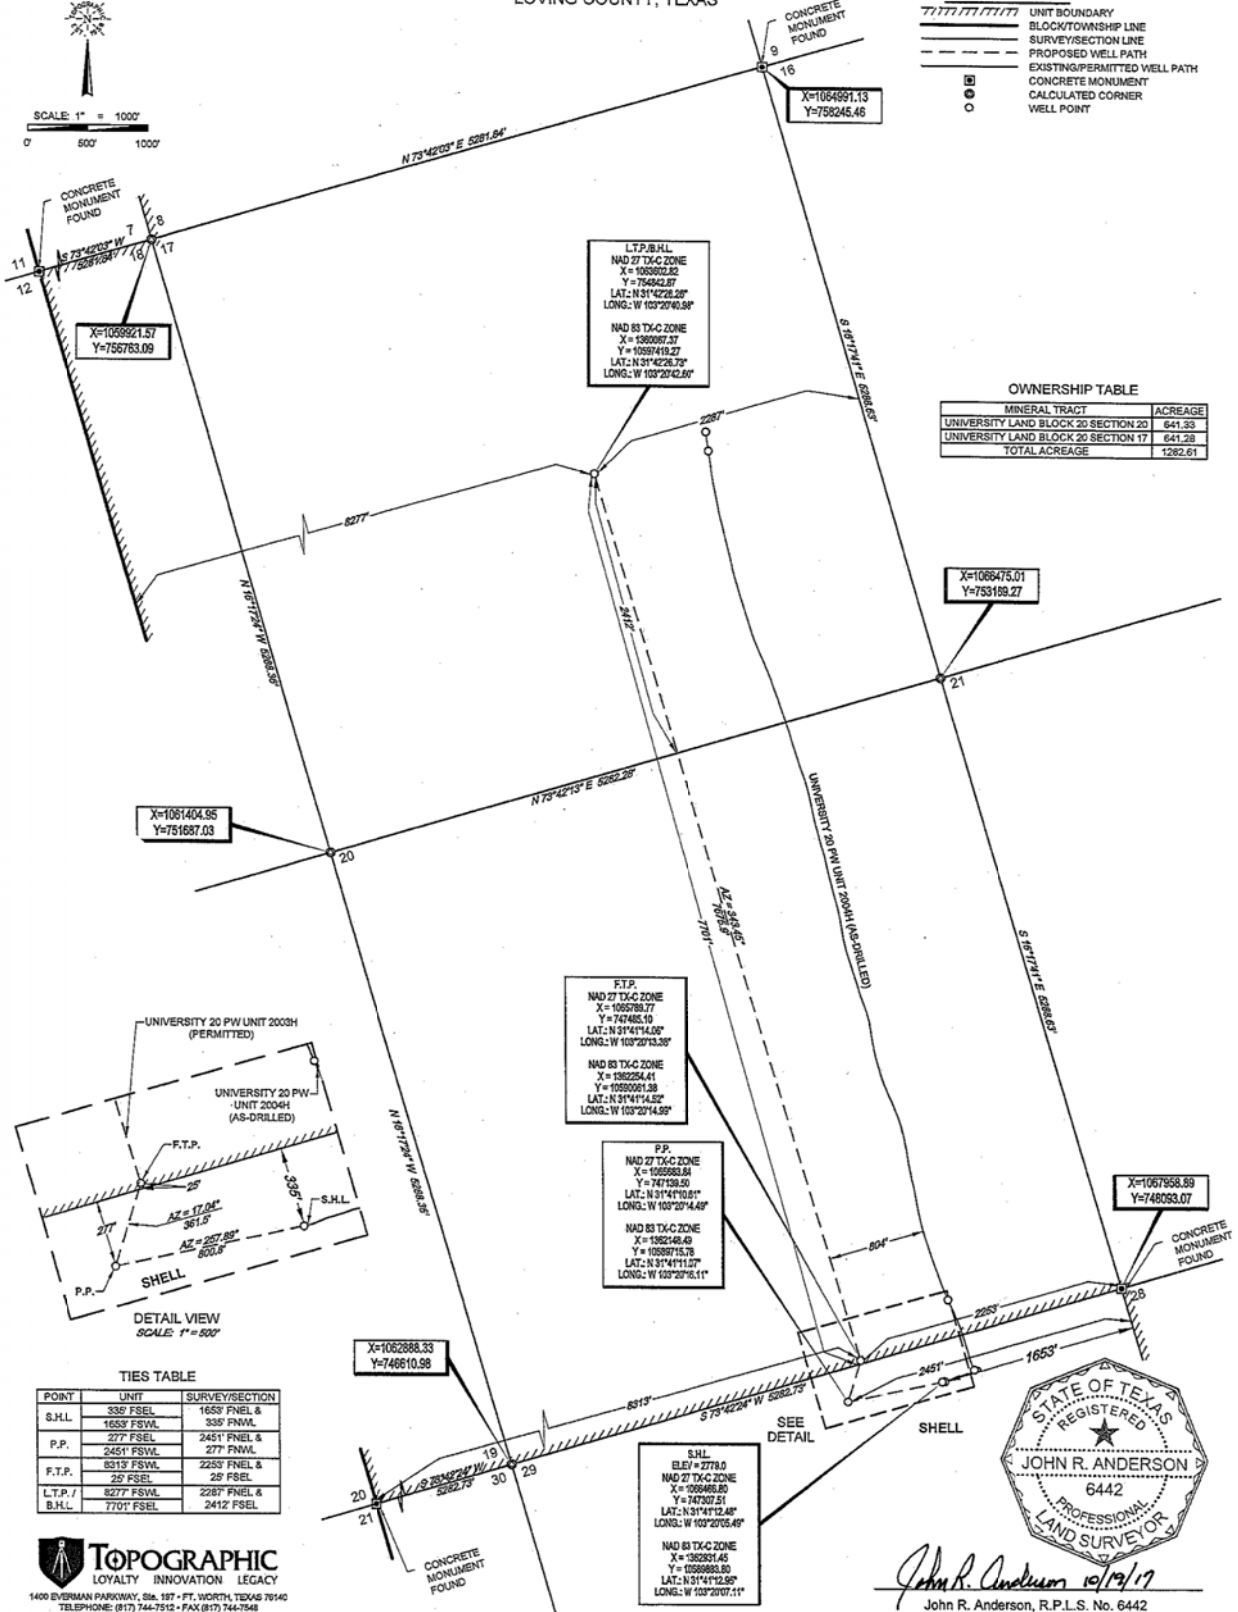 LOVING COUNTY, TEXAS
TOPOGRAPHIC
N
SCALE: 1" = 1000'
0' 500' 1000'
UNIT BOUNDARY
BLOCK/TOWNSHIP LINE
SURVEY/SECTION LINE
PROPOSED WELL PATH
EXISTING/PERMITTED WELL PATH
CONCRETE MONUMENT
CALCULATED CORNER
WELL POINT
CONCRETE
MONUMENT
FOUND
9
16
X=1064991.13
Y=758245.46
N 73°42'03" E 5281.64'
CONCRETE
MONUMENT
FOUND
11
12
S 73°42'03" W
5281.64'
7 8
18 17
X=1059921.57
Y=756763.09
L.T.P./B.H.L.
NAD 27 TX-C ZONE
X = 1063602.82
Y = 754842.87
LAT.: N 31°42'26.26"
LONG.: W 103°20'40.98"
NAD 83 TX-C ZONE
X = 1360067.37
Y = 10597419.27
LAT.: N 31°42'26.73"
LONG.: W 103°20'42.60"
S 16°17'41" E 5288.63'
2287'
8277'
OWNERSHIP TABLE
MINERAL TRACT ACREAGE
UNIVERSITY LAND BLOCK 20 SECTION 20 641.33
UNIVERSITY LAND BLOCK 20 SECTION 17 641.28
TOTAL ACREAGE 1282.61
N 16°17'24" W 5288.36'
2412'
X=1066475.01
Y=753169.27
21
N 73°42'13" E 5282.28'
X=1061404.95
Y=751687.03
20
UNIVERSITY 20 PW UNIT 2004H (AS-DRILLED)
AZ = 343.45°
7676.9'
7701'
S 16°17'41" E 5288.63'
F.T.P.
NAD 27 TX-C ZONE
X = 1065789.77
Y = 747485.10
LAT.: N 31°41'14.06"
LONG.: W 103°20'13.38"
NAD 83 TX-C ZONE
X = 1362254.41
Y = 10590061.38
LAT.: N 31°41'14.52"
LONG.: W 103°20'14.99"
P.P.
NAD 27 TX-C ZONE
X = 1065683.84
Y = 747139.50
LAT.: N 31°41'10.61"
LONG.: W 103°20'14.49"
NAD 83 TX-C ZONE
X = 1362148.49
Y = 10589715.78
LAT.: N 31°41'11.07"
LONG.: W 103°20'16.11"
UNIVERSITY 20 PW UNIT 2003H
(PERMITTED)
UNIVERSITY 20 PW
UNIT 2004H
(AS-DRILLED)
F.T.P.
25'
335'
S.H.L.
277'
AZ = 17.04°
361.5'
AZ = 257.89°
800.8'
P.P.
SHELL
DETAIL VIEW
SCALE: 1" = 500'
N 16°17'24" W 5288.36'
X=1067958.89
Y=748093.07
CONCRETE
MONUMENT
FOUND
28
804'
2253'
2451'
1653'
X=1062888.33
Y=746610.98
8313'
S 73°42'24" W 5282.73'
SEE
DETAIL
SHELL
19
30 29
S 73°42'24" W
5282.73'
20
21
CONCRETE
MONUMENT
FOUND
TIES TABLE
POINT UNIT SURVEY/SECTION
S.H.L. 335' FSEL 1653' FNEL &
1653' FSWL 335' FNWL
P.P. 277' FSEL 2451' FNEL &
2451' FSWL 277' FNWL
F.T.P. 8313' FSWL 2253' FNEL &
25' FSEL 25' FSEL
L.T.P. / 8277' FSWL 2287' FNEL &
B.H.L. 7701' FSEL 2412' FSEL
S.H.L.
ELEV = 2779.0
NAD 27 TX-C ZONE
X = 1066466.80
Y = 747307.51
LAT.: N 31°41'12.48"
LONG.: W 103°20'05.49"
NAD 83 TX-C ZONE
X = 1362931.45
Y = 10589883.80
LAT.: N 31°41'12.95"
LONG.: W 103°20'07.11"
STATE OF TEXAS
REGISTERED
JOHN R. ANDERSON
6442
PROFESSIONAL
LAND SURVEYOR
TOPOGRAPHIC
LOYALTY INNOVATION LEGACY
1400 EVERMAN PARKWAY, Ste. 197 • FT. WORTH, TEXAS 76140
TELEPHONE: (817) 744-7512 • FAX (817) 744-7548
John R. Anderson 10/19/17
John R. Anderson, R.P.L.S. No. 6442